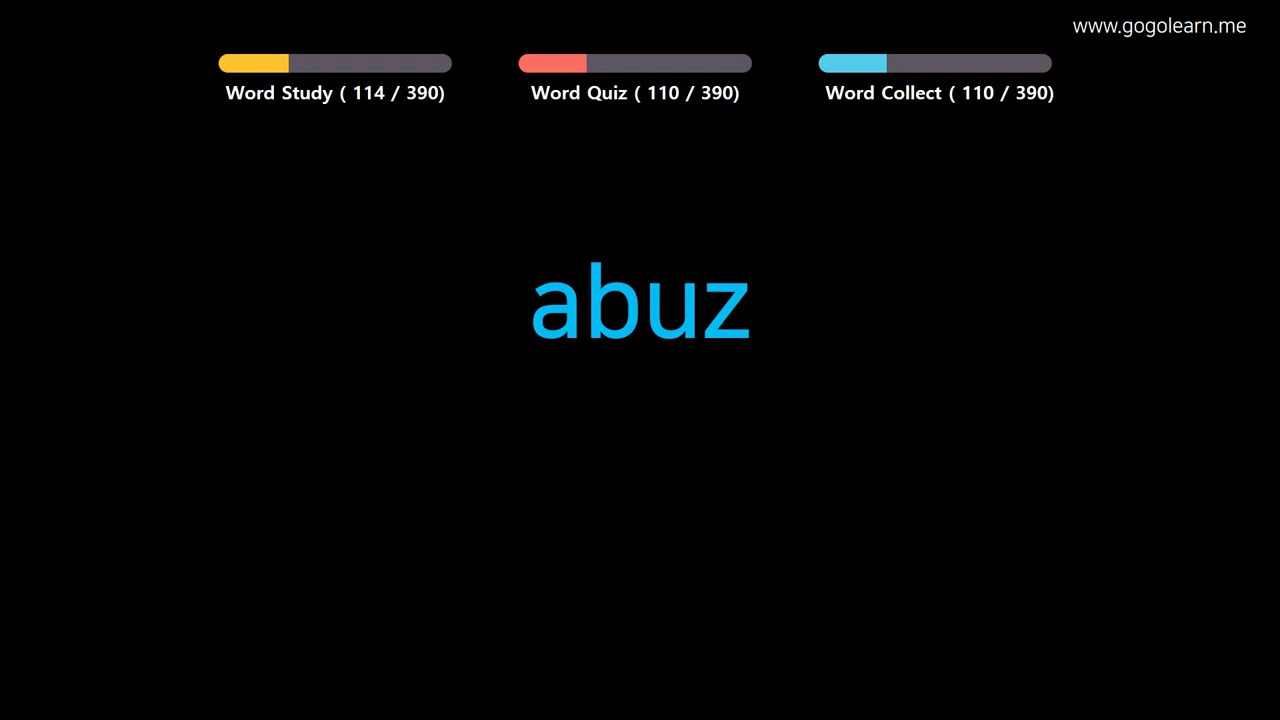 www.gogolearn.me
Word Study ( 114 / 390)
Word Quiz ( 110 / 390)
Word Collect ( 110 / 390)
abuz